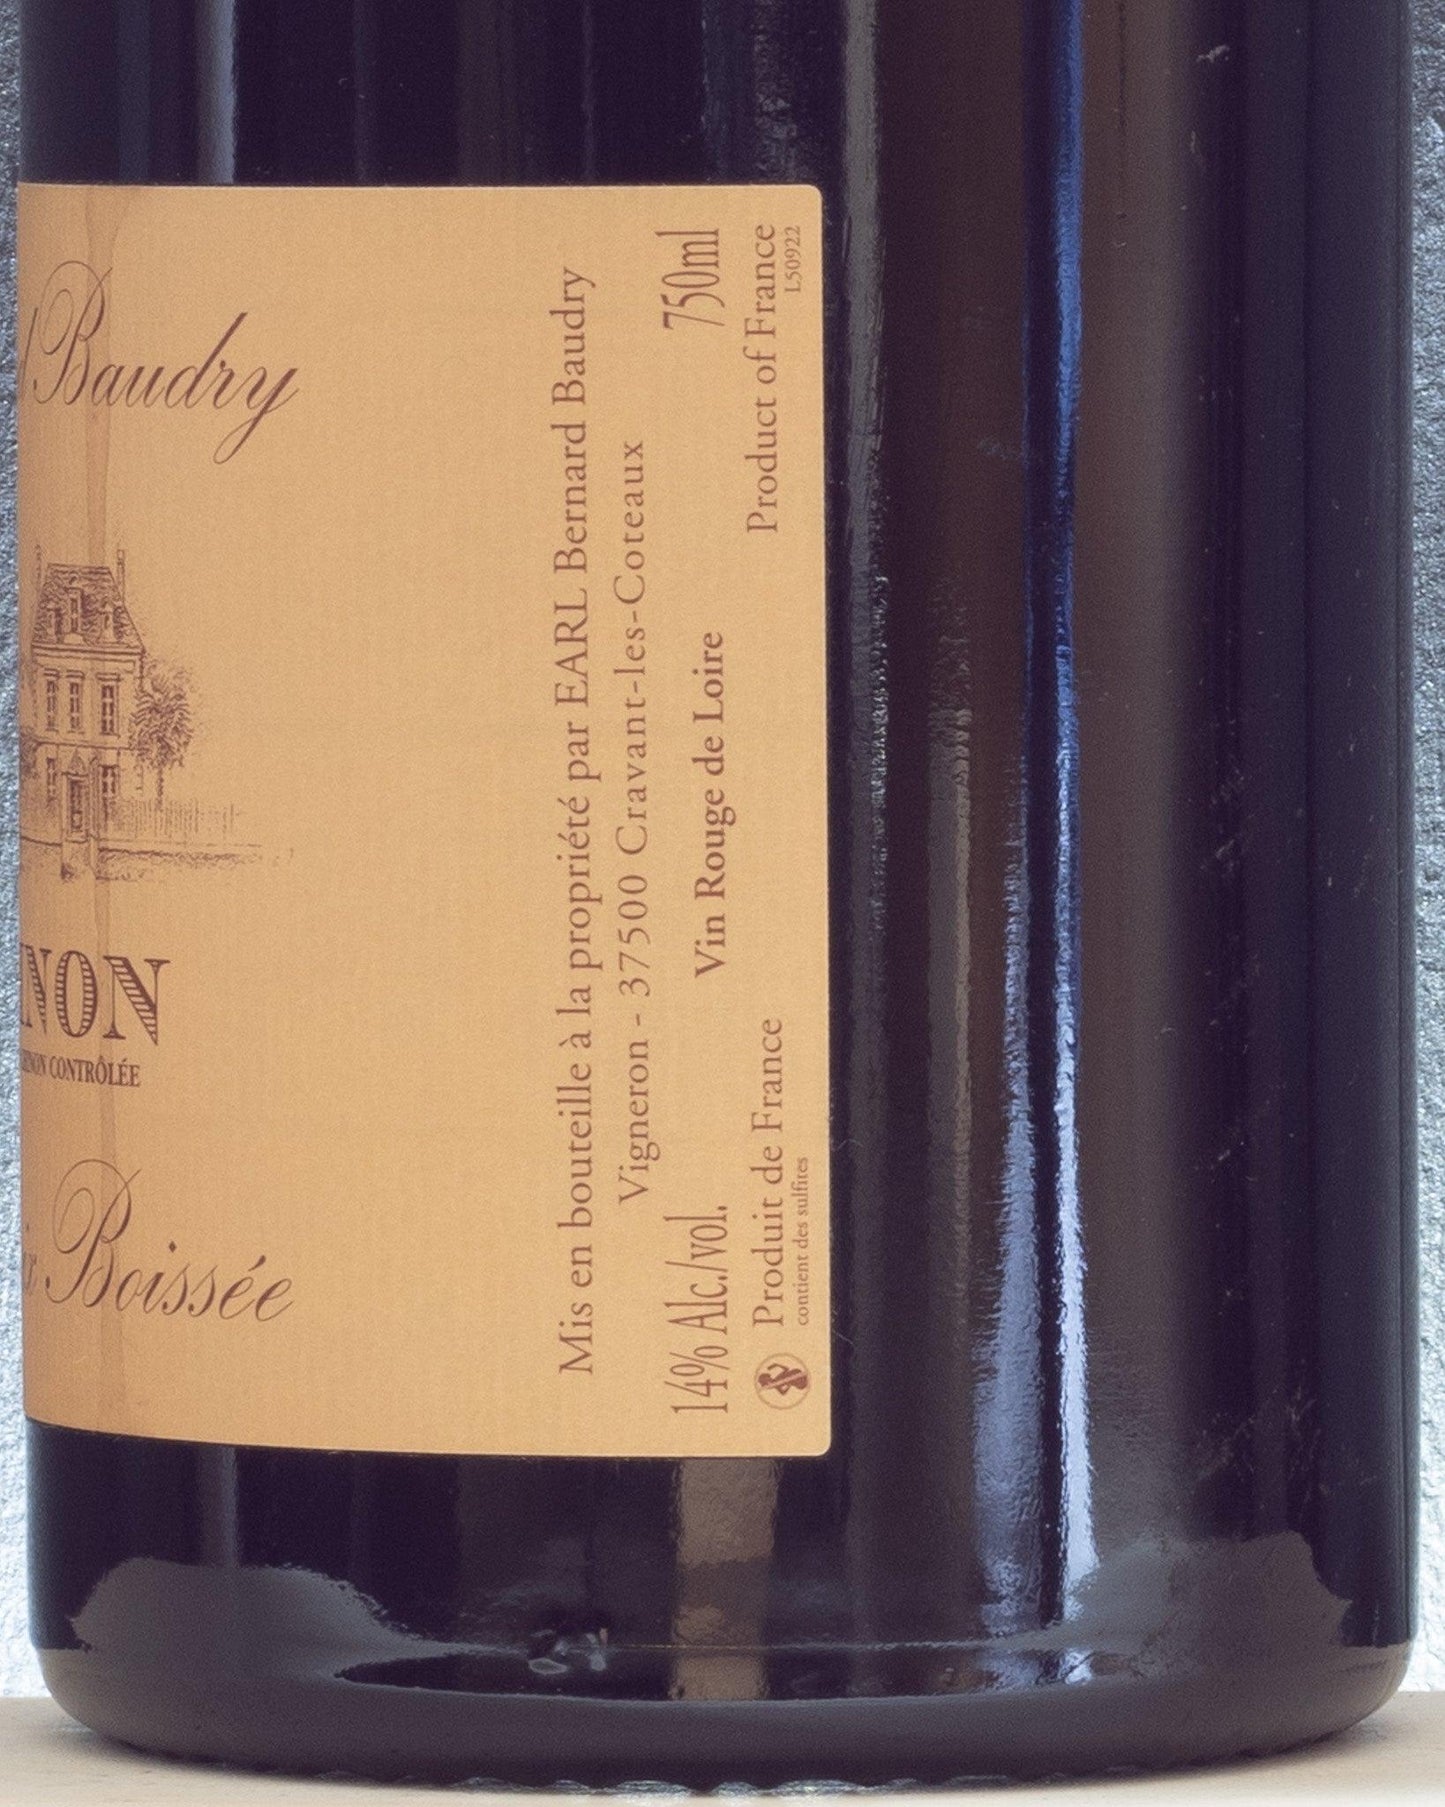 Baudry
NON
CONTRÔLÉE
Boissée
Mis en bouteille à la propriété par EARL Bernard Baudry
Vigneron - 37500 Cravant-les-Coteaux
14% Alc./vol.
Vin Rouge de Loire
750ml
Produit de France
Product of France
contient des sulfites
L50922